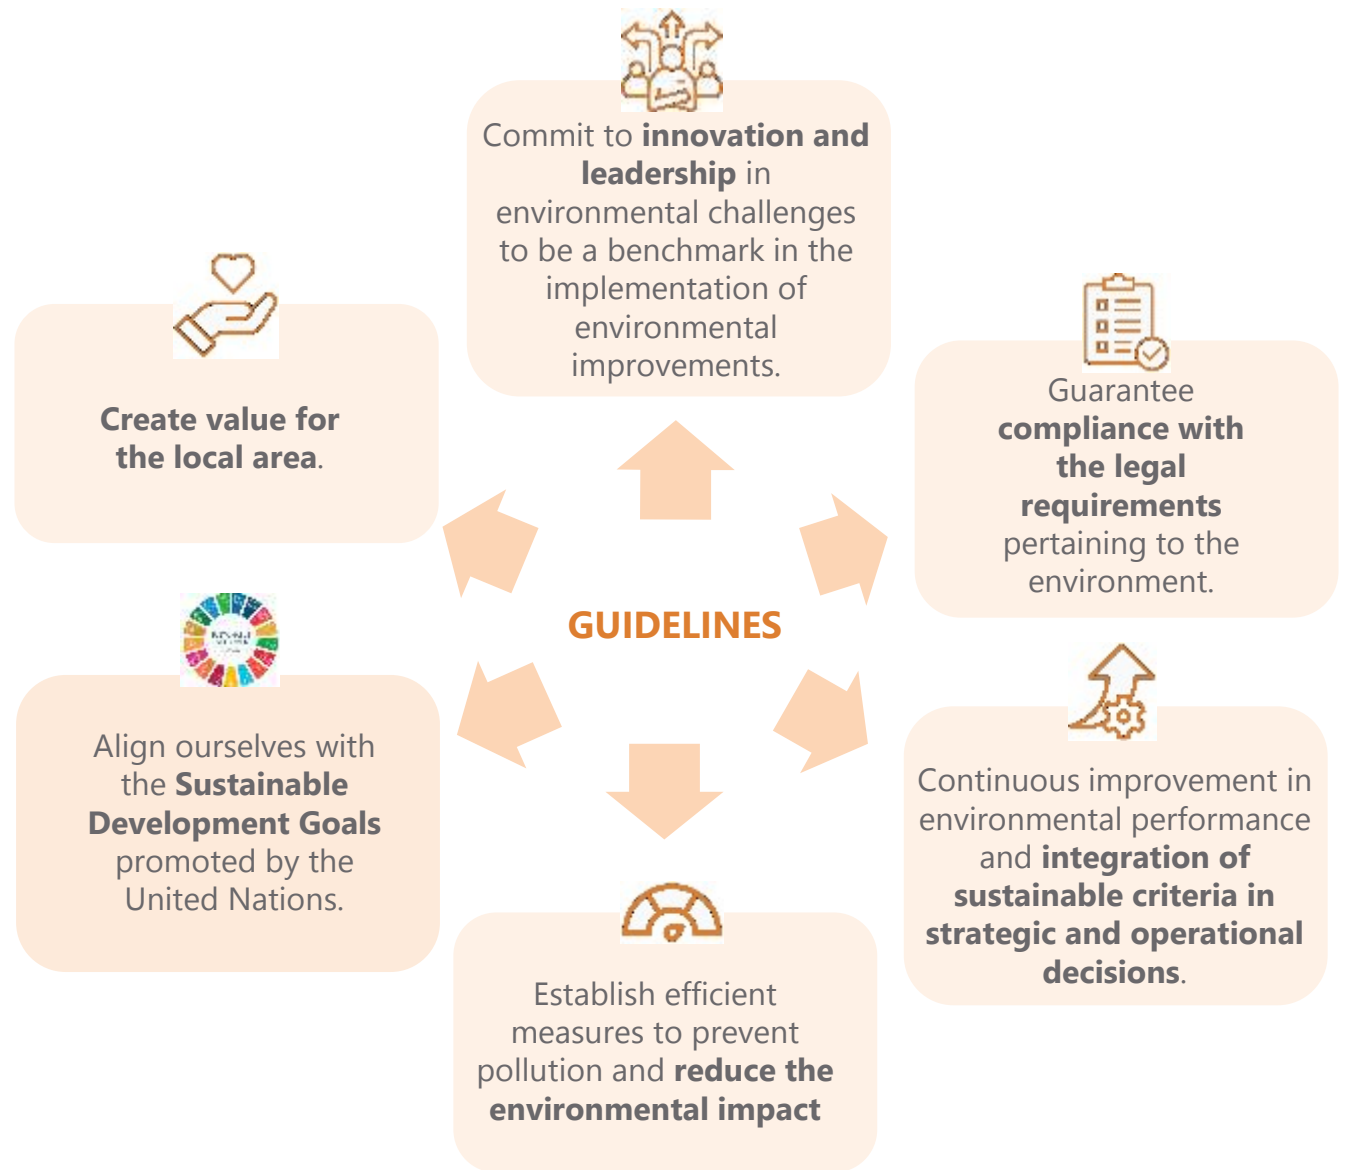 Commit to innovation and
leadership in
environmental challenges
to be a benchmark in the
implementation of
environmental
improvements.
Create value for
the local area.
Guarantee
compliance with
the legal
requirements
pertaining to the
environment.
GUIDELINES
Align ourselves with
the Sustainable
Development Goals
promoted by the
United Nations.
Continuous improvement in
environmental performance
and integration of
sustainable criteria in
strategic and operational
decisions.
Establish efficient
measures to prevent
pollution and reduce the
environmental impact